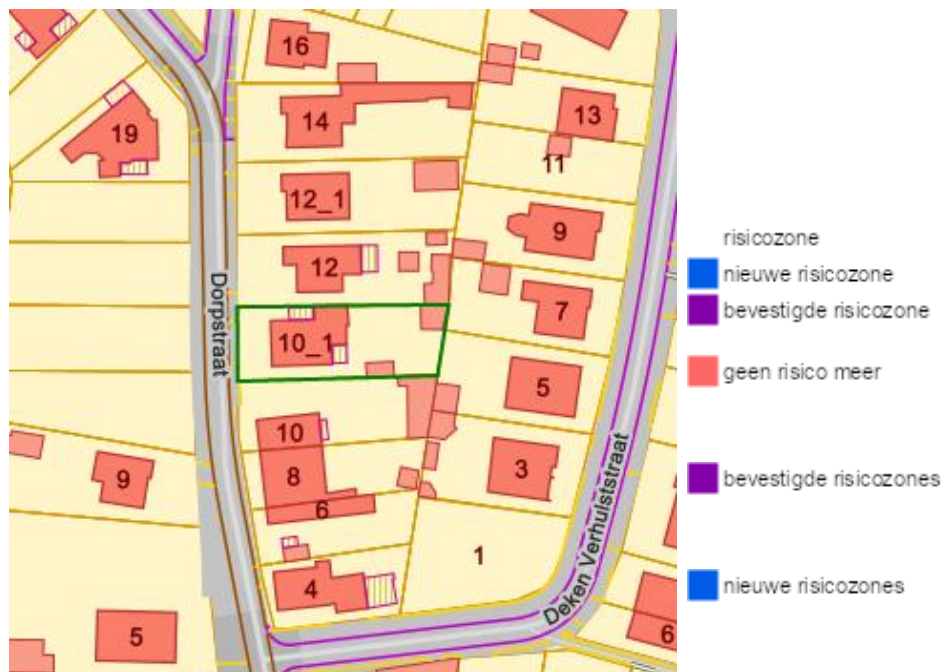 16
14
13
19
11
12_1
9
12
7
Dorpstraat
10_1
5
10
3
8
9
6
1
4
Deken Verhulststraat
5
6
risicozone
nieuwe risicozone
bevestigde risicozone
geen risico meer
bevestigde risicozones
nieuwe risicozones